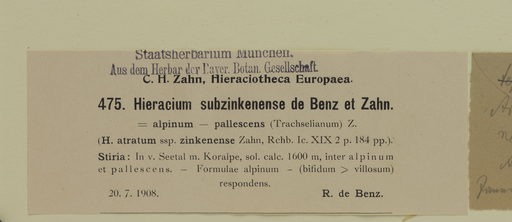 Staatsherbarium München.
Aus dem Herbar der Bayer. Botan. Gesellschaft.
C. H. Zahn, Hieraciotheca Europaea.
475. Hieracium subzinkenense de Benz et Zahn.
= alpinum — pallescens (Trachselianum) Z.
(H. atratum ssp. zinkenense Zahn, Rchb. Ic. XIX 2 p. 184 pp.).
Stiria: In v. Seetal m. Koralpe, sol. calc. 1600 m, inter alpinum
et pallescens. — Formulae alpinum — (bifidum > villosum)
respondens.
20. 7. 1908. R. de Benz.